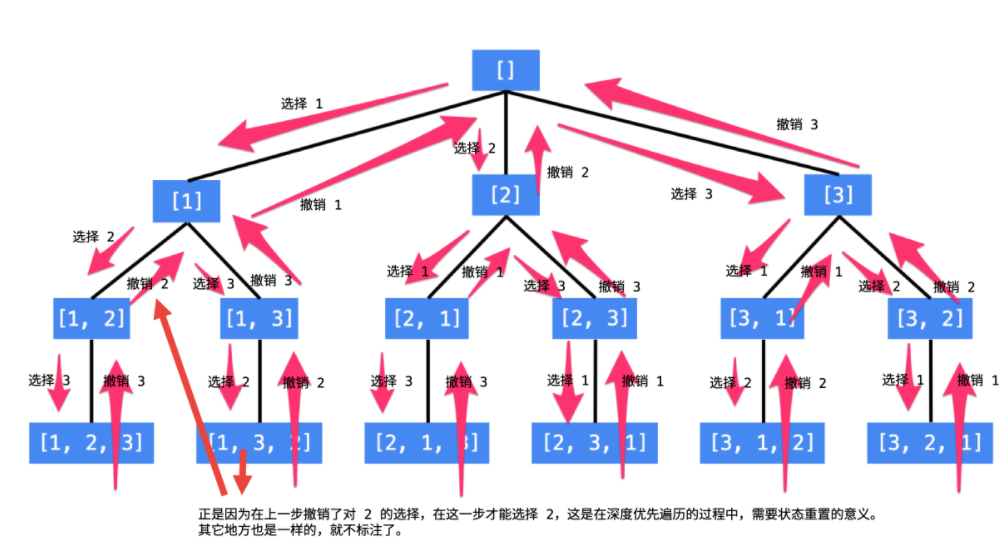 []
选择 1
撤销 3
选择 2
撤销 2
选择 3
撤销 1
[1]
[2]
[3]
选择 2
撤销 2
选择 3
撤销 3
选择 1
撤销 1
选择 3
撤销 3
选择 1
撤销 1
选择 2
撤销 2
[1, 2]
[1, 3]
[2, 1]
[2, 3]
[3, 1]
[3, 2]
选择 3
撤销 3
选择 2
撤销 2
选择 3
撤销 3
选择 1
撤销 1
选择 2
撤销 2
选择 1
撤销 1
[1, 2, 3]
[1, 3, 2]
[2, 1, 3]
[2, 3, 1]
[3, 1, 2]
[3, 2, 1]
正是因为在上一步撤销了对 2 的选择，在这一步才能选择 2，这是在深度优先遍历的过程中，需要状态重置的意义。
其它地方也是一样的，就不标注了。